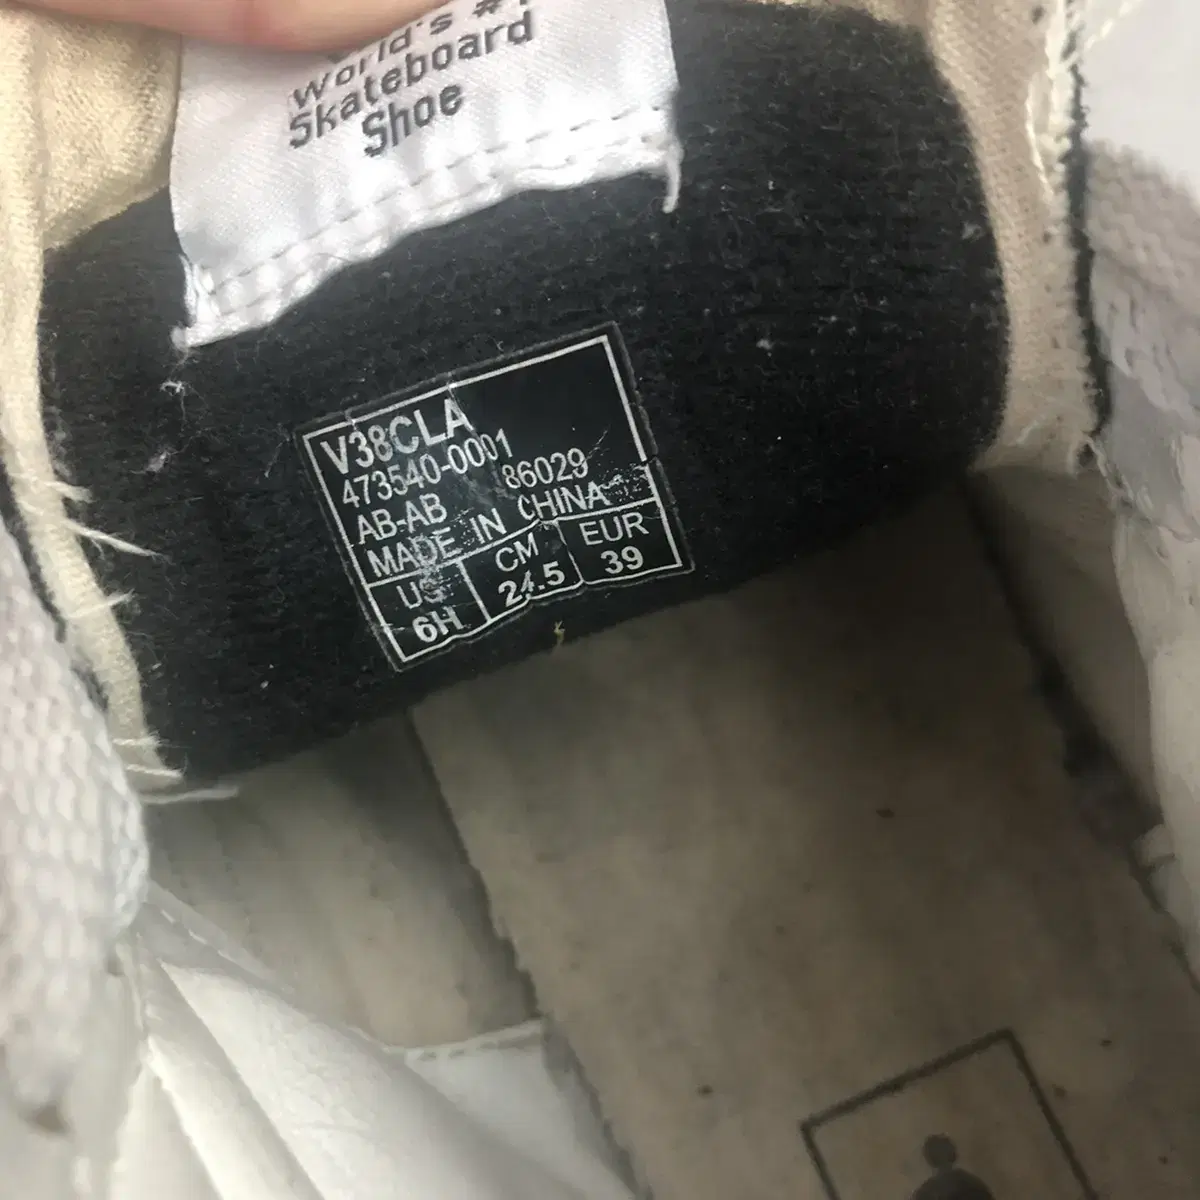 World's #1
Skateboard
Shoe
V38CLA
473540-0001
AB-AB 86029
MADE IN CHINA
US CM EUR
6H 24.5 39